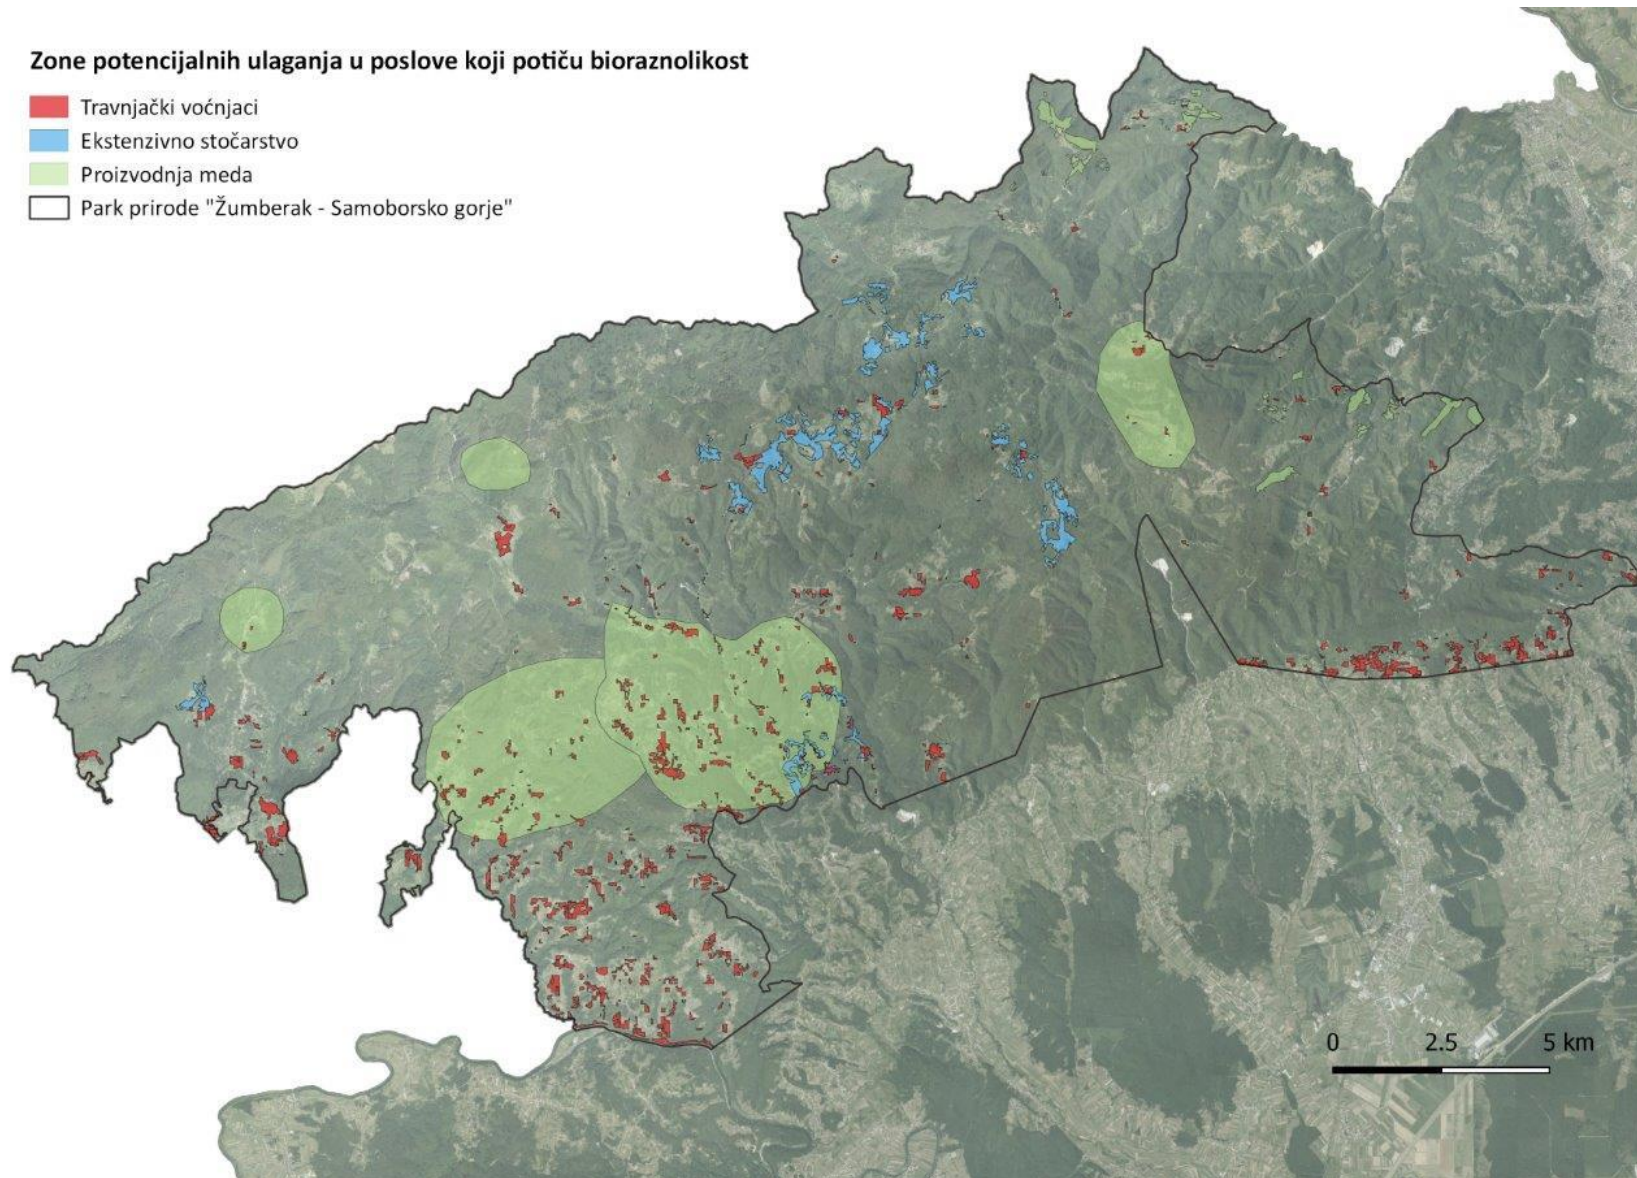 Zone potencijalnih ulaganja u poslove koji potiču bioraznolikost
Travnjački voćnjaci
Ekstenzivno stočarstvo
Proizvodnja meda
Park prirode "Žumberak - Samoborsko gorje"
0 2.5 5 km